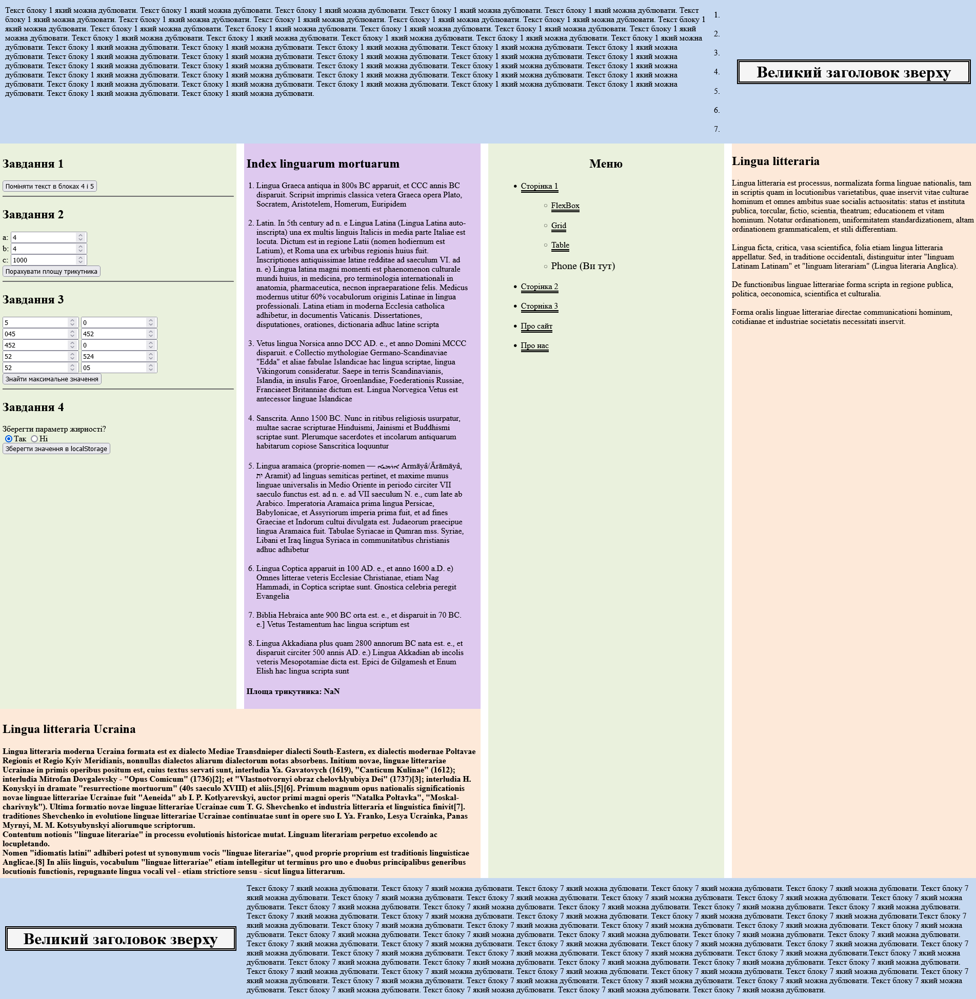 Текст блоку 1 який можна дублювати. Текст блоку 1 який можна дублювати. Текст блоку 1 який можна дублювати. Текст блоку 1 який можна дублювати. Текст блоку 1 який можна дублювати. Текст
блоку 1 який можна дублювати. Текст блоку 1 який можна дублювати. Текст блоку 1 який можна дублювати. Текст блоку 1 який можна дублювати. Текст блоку 1 який можна дублювати. Текст блоку 1
який можна дублювати. Текст блоку 1 який можна дублювати. Текст блоку 1 який можна дублювати. Текст блоку 1 який можна дублювати. Текст блоку 1 який можна дублювати. Текст блоку 1 який
можна дублювати. Текст блоку 1 який можна дублювати. Текст блоку 1 який можна дублювати. Текст блоку 1 який можна дублювати. Текст блоку 1 який можна дублювати. Текст блоку 1 який можна
дублювати. Текст блоку 1 який можна дублювати. Текст блоку 1 який можна дублювати. Текст блоку 1 який можна дублювати. Текст блоку 1 який можна дублювати. Текст блоку 1 який можна
дублювати. Текст блоку 1 який можна дублювати. Текст блоку 1 який можна дублювати. Текст блоку 1 який можна дублювати. Текст блоку 1 який можна дублювати. Текст блоку 1 який можна
дублювати. Текст блоку 1 який можна дублювати. Текст блоку 1 який можна дублювати. Текст блоку 1 який можна дублювати. Текст блоку 1 який можна дублювати. Текст блоку 1 який можна
дублювати. Текст блоку 1 який можна дублювати. Текст блоку 1 який можна дублювати. Текст блоку 1 який можна дублювати. Текст блоку 1 який можна дублювати. Текст блоку 1 який можна
дублювати. Текст блоку 1 який можна дублювати. Текст блоку 1 який можна дублювати. Текст блоку 1 який можна дублювати. Текст блоку 1 який можна дублювати. Текст блоку 1 який можна
дублювати. Текст блоку 1 який можна дублювати. Текст блоку 1 який можна дублювати.
1.
2.
3.
4.
5.
6.
7.
Великий заголовок зверху
Завдання 1
Поміняти текст в блоках 4 і 5
Завдання 2
a: 4
b: 4
c: 1000
Порахувати площу трикутника
Завдання 3
5 0
045 452
452 0
52 524
52 05
Знайти максимальне значення
Завдання 4
Зберегти параметр жирності?
Так Ні
Зберегти значення в localStorage
Index linguarum mortuarum
1. Lingua Graeca antiqua in 800s BC apparuit, et CCC annis BC
disparuit. Scripsit imprimis classica vetera Graeca opera Plato,
Socratem, Aristotelem, Homerum, Euripidem
2. Latin. In 5th century ad n. e Lingua Latina (Lingua Latina auto-
inscripta) una ex multis linguis Italicis in media parte Italiae est
locuta. Dictum est in regione Latii (nomen hodiernum est
Latium), et Roma una ex urbibus regionis huius fuit.
Inscriptiones antiquissimae latine redditae ad saeculum VI. ad
n. e) Lingua latina magni momenti est phaenomenon culturale
mundi huius, in medicina, pro terminologia internationali in
anatomia, pharmaceutica, necnon inpraeparatione felis. Medicus
modernus utitur 60% vocabulorum originis Latinae in lingua
professionali. Latina etiam in moderna Ecclesia catholica
adhibetur, in documentis Vaticanis. Dissertationes,
disputationes, orationes, dictionaria adhuc latine scripta
3. Vetus lingua Norsica anno DCC AD. e., et anno Domini MCCC
disparuit. e Collectio mythologiae Germano-Scandinaviae
"Edda" et aliae fabulae Islandicae hac lingua scriptae, lingua
Vikingorum consideratur. Saepe in terris Scandinavianis,
Islandia, in insulis Faroe, Groenlandiae, Foederationis Russiae,
Franciaeet Britanniae dictum est. Lingua Norvegica Vetus est
antecessor linguae Islandicae
4. Sanscrita. Anno 1500 BC. Nunc in ritibus religiosis usurpatur,
multae sacrae scripturae Hinduismi, Jainismi et Buddhismi
scriptae sunt. Plerumque sacerdotes et incolarum antiquarum
habitarum copiose Sanscritica loquuntur
5. Lingua aramaica (proprie-nomen — ܐܪܡܝܐ Armāyâ/Ārāmāyâ,
ית Aramit) ad linguas semiticas pertinet, et maxime munus
linguae universalis in Medio Oriente in periodo circiter VII
saeculo functus est. ad n. e. ad VII saeculum N. e., cum late ab
Arabico. Imperatoria Aramaica prima lingua Persicae,
Babylonicae, et Assyriorum imperia prima fuit, et ad fines
Graeciae et Indorum cultui divulgata est. Judaeorum praecipue
lingua Aramaica fuit. Tabulae Syriacae in Qumran mss. Syriae,
Libani et Iraq lingua Syriaca in communitatibus christianis
adhuc adhibetur
6. Lingua Coptica apparuit in 100 AD. e., et anno 1600 a.D. e)
Omnes litterae veteris Ecclesiae Christianae, etiam Nag
Hammadi, in Coptica scriptae sunt. Gnostica celebria peregit
Evangelia
7. Biblia Hebraica ante 900 BC orta est. e., et disparuit in 70 BC.
e.] Vetus Testamentum hac lingua scriptum est
8. Lingua Akkadiana plus quam 2800 annorum BC nata est. e., et
disparuit circiter 500 annis AD. e.) Lingua Akkadian ab incolis
veteris Mesopotamiae dicta est. Epici de Gilgamesh et Enum
Elish hac lingua scripta sunt
Площа трикутника: NaN
Меню
Сторінка 1
FlexBox
Grid
Table
Phone (Ви тут)
Сторінка 2
Сторніка 3
Про сайт
Про нас
Lingua litteraria
Lingua litteraria est processus, normalizata forma linguae nationalis, tam
in scriptis quam in locutionibus varietatibus, quae inservit vitae culturae
hominum et omnes ambitus suae socialis actuositatis: status et instituta
publica, torcular, fictio, scientia, theatrum; educationem et vitam
hominum. Notatur ordinationem, uniformitatem standardizationem, altam
ordinationem grammaticalem, et stili differentiam.
Lingua ficta, critica, vasa scientifica, folia etiam lingua litteraria
appellatur. Sed, in traditione occidentali, distinguitur inter "linguam
Latinam Latinam" et "linguam literariam" (Lingua literaria Anglica).
De functionibus linguae litterariae forma scripta in regione publica,
politica, oeconomica, scientifica et culturalia.
Forma oralis linguae litterariae directae communicationi hominum,
cotidianae et industriae societatis necessitati inservit.
Lingua litteraria Ucraina
Lingua litteraria moderna Ucraina formata est ex dialecto Mediae Transdnieper dialecti South-Eastern, ex dialectis modernae Poltavae
Regionis et Regio Kyiv Meridianis, nonnullas dialectos aliarum dialectorum notas absorbens. Initium novae, linguae litterariae
Ucrainae in primis operibus positum est, cuius textus servati sunt, interludia Ya. Gavatovych (1619), "Canticum Kulinae" (1612);
interludia Mitrofan Dovgalevsky - "Opus Comicum" (1736)[2]; et "Vlastnotvornyi obraz chelovѣlyubiya Dei" (1737)[3]; interludia H.
Konyskyi in dramate "resurrectione mortuorum" (40s saeculo XVIII) et aliis.[5][6]. Primum magnum opus nationalis significationis
novae linguae litterariae Ucrainae fuit "Aeneida" ab I. P. Kotlyarevskyi, auctor primi magni operis "Natalka Poltavka", "Moskal-
charivnyk"). Ultima formatio novae linguae litterariae Ucrainae cum T. G. Shevchenko et industria litteraria et linguistica finivit[7].
traditiones Shevchenko in evolutione linguae litterariae Ucrainae continuatae sunt in opere suo I. Ya. Franko, Lesya Ucrainka, Panas
Myrnyi, M. M. Kotsyubynskyi aliorumque scriptorum.
Contentum notionis "linguae literariae" in processu evolutionis historicae mutat. Linguam literariam perpetuo excolendo ac
locupletando.
Nomen "idiomatis latini" adhiberi potest ut synonymum vocis "linguae literariae", quod proprie proprium est traditionis linguisticae
Anglicae.[8] In aliis linguis, vocabulum "linguae litterariae" etiam intellegitur ut terminus pro uno e duobus principalibus generibus
locutionis functionis, repugnante lingua vocali vel - etiam strictiore sensu - sicut lingua litterarum.
Великий заголовок зверху
Текст блоку 7 який можна дублювати. Текст блоку 7 який можна дублювати. Текст блоку 7 який можна дублювати. Текст блоку 7 який можна дублювати. Текст блоку 7 який можна дублювати. Текст блоку 7
який можна дублювати. Текст блоку 7 який можна дублювати. Текст блоку 7 який можна дублювати. Текст блоку 7 який можна дублювати. Текст блоку 7 який можна дублювати. Текст блоку 7 який можна
дублювати. Текст блоку 7 який можна дублювати. Текст блоку 7 який можна дублювати. Текст блоку 7 який можна дублювати. Текст блоку 7 який можна дублювати. Текст блоку 7 який можна дублювати.
Текст блоку 7 який можна дублювати. Текст блоку 7 який можна дублювати. Текст блоку 7 який можна дублювати. Текст блоку 7 який можна дублювати. Текст блоку 7 який можна дублювати.Текст блоку 7
який можна дублювати. Текст блоку 7 який можна дублювати. Текст блоку 7 який можна дублювати. Текст блоку 7 який можна дублювати. Текст блоку 7 який можна дублювати. Текст блоку 7 який можна
дублювати. Текст блоку 7 який можна дублювати. Текст блоку 7 який можна дублювати. Текст блоку 7 який можна дублювати. Текст блоку 7 який можна дублювати. Текст блоку 7 який можна дублювати.
Текст блоку 7 який можна дублювати. Текст блоку 7 який можна дублювати. Текст блоку 7 який можна дублювати. Текст блоку 7 який можна дублювати. Текст блоку 7 який можна дублювати. Текст блоку 7
який можна дублювати. Текст блоку 7 який можна дублювати. Текст блоку 7 який можна дублювати. Текст блоку 7 який можна дублювати. Текст блоку 7 який можна дублювати.Текст блоку 7 який можна
дублювати. Текст блоку 7 який можна дублювати. Текст блоку 7 який можна дублювати. Текст блоку 7 який можна дублювати. Текст блоку 7 який можна дублювати. Текст блоку 7 який можна дублювати.
Текст блоку 7 який можна дублювати. Текст блоку 7 який можна дублювати. Текст блоку 7 який можна дублювати. Текст блоку 7 який можна дублювати. Текст блоку 7 який можна дублювати. Текст блоку 7
який можна дублювати. Текст блоку 7 який можна дублювати. Текст блоку 7 який можна дублювати. Текст блоку 7 який можна дублювати. Текст блоку 7 який можна дублювати. Текст блоку 7 який можна
дублювати. Текст блоку 7 який можна дублювати. Текст блоку 7 який можна дублювати. Текст блоку 7 який можна дублювати. Текст блоку 7 який можна дублювати.